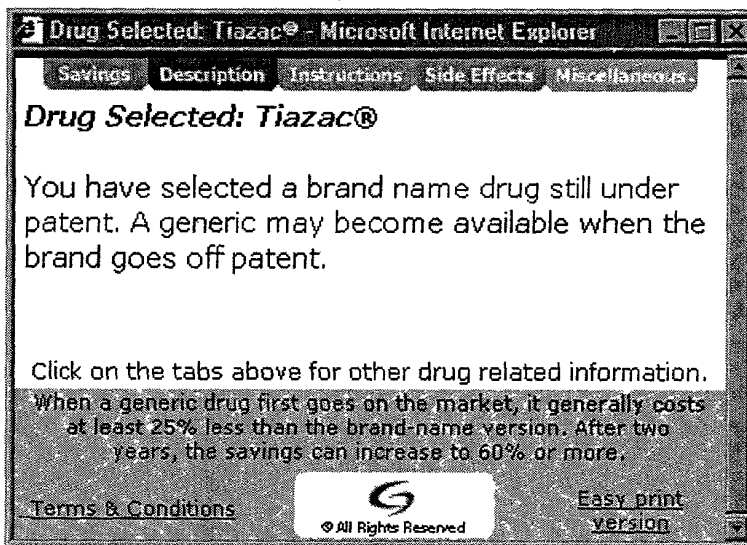 Drug Selected: Tiazac® - Microsoft Internet Explorer
Savings Description Instructions Side Effects Miscellaneous
Drug Selected: Tiazac®
You have selected a brand name drug still under
patent. A generic may become available when the
brand goes off patent.
Click on the tabs above for other drug related information.
When a generic drug first goes on the market, it generally costs
at least 25% less than the brand-name version. After two
years, the savings can increase to 60% or more.
Terms & Conditions
G
© All Rights Reserved
Easy print
version